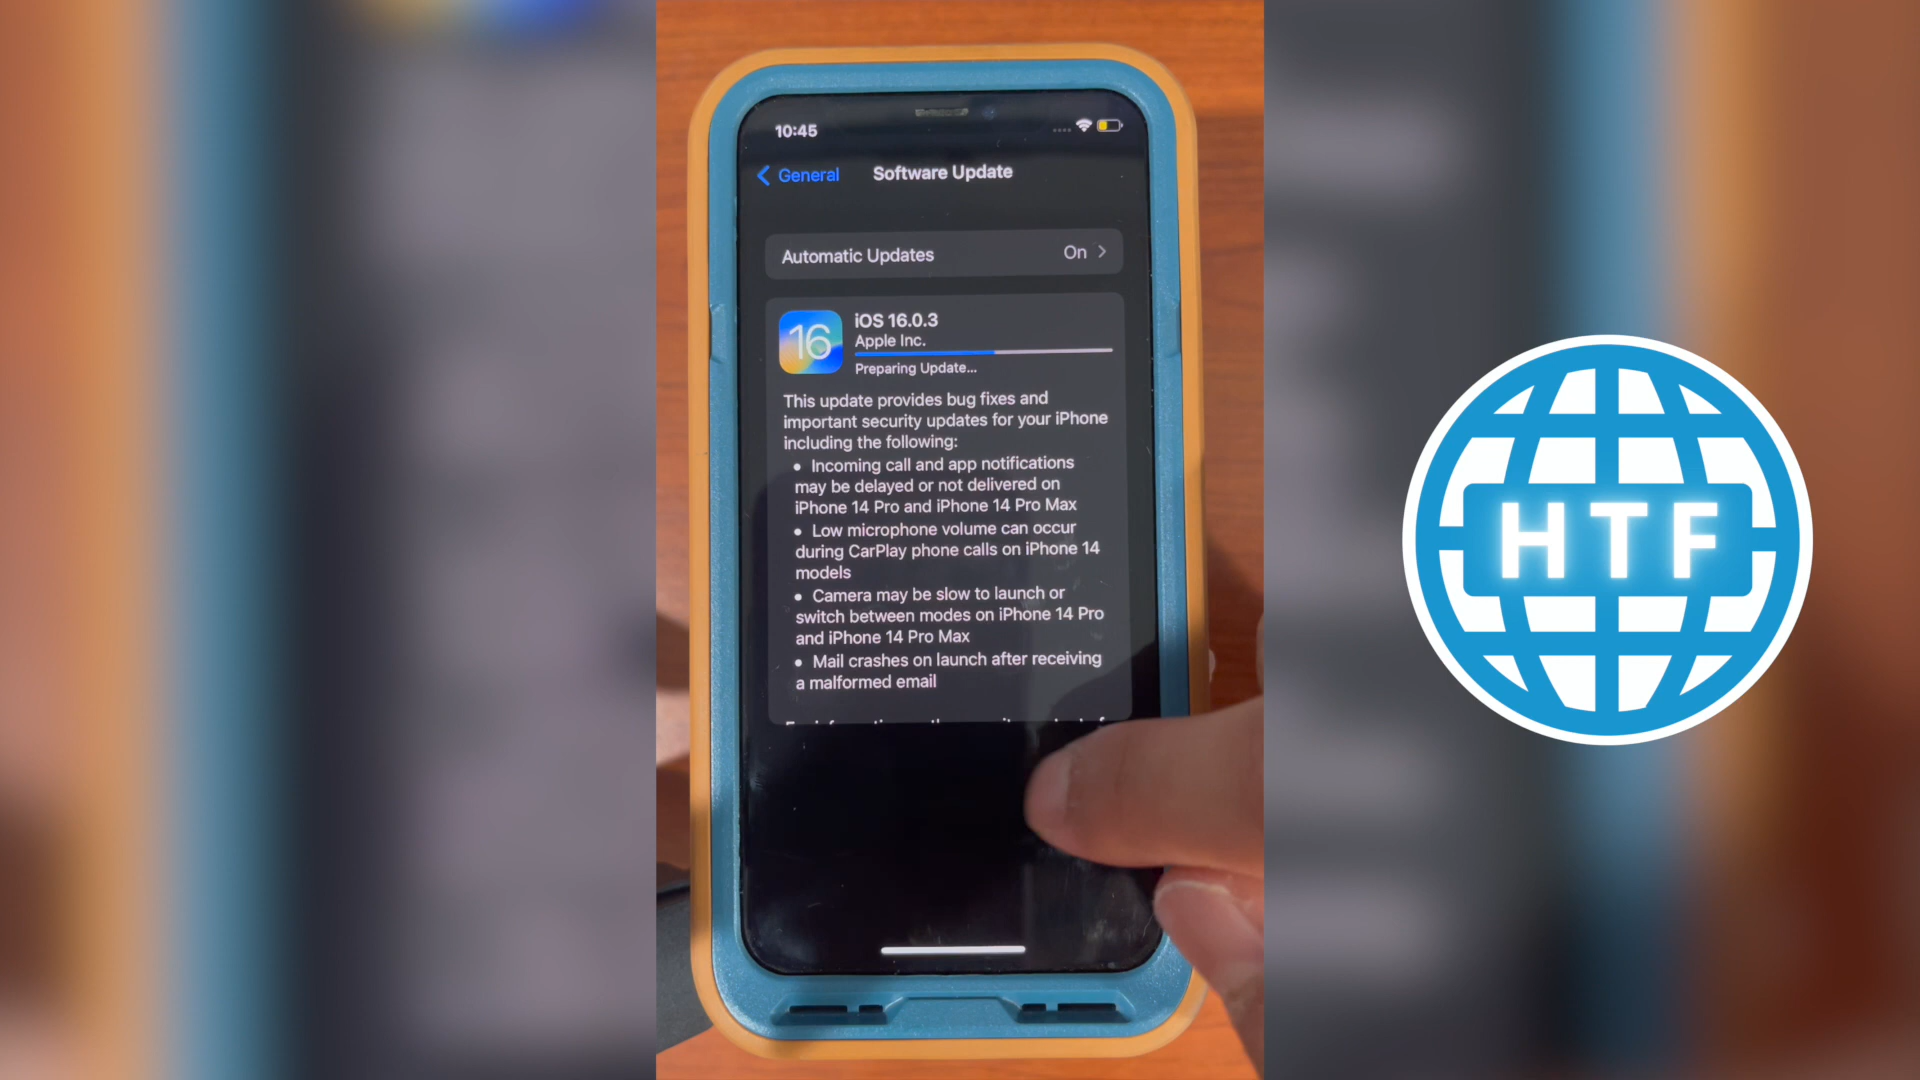 10:45
General
Software Update
Automatic Updates
On
16
iOS 16.0.3
Apple Inc.
Preparing Update...
This update provides bug fixes and
important security updates for your iPhone
including the following:
• Incoming call and app notifications
may be delayed or not delivered on
iPhone 14 Pro and iPhone 14 Pro Max
• Low microphone volume can occur
during CarPlay phone calls on iPhone 14
models
• Camera may be slow to launch or
switch between modes on iPhone 14 Pro
and iPhone 14 Pro Max
• Mail crashes on launch after receiving
a malformed email
HTF